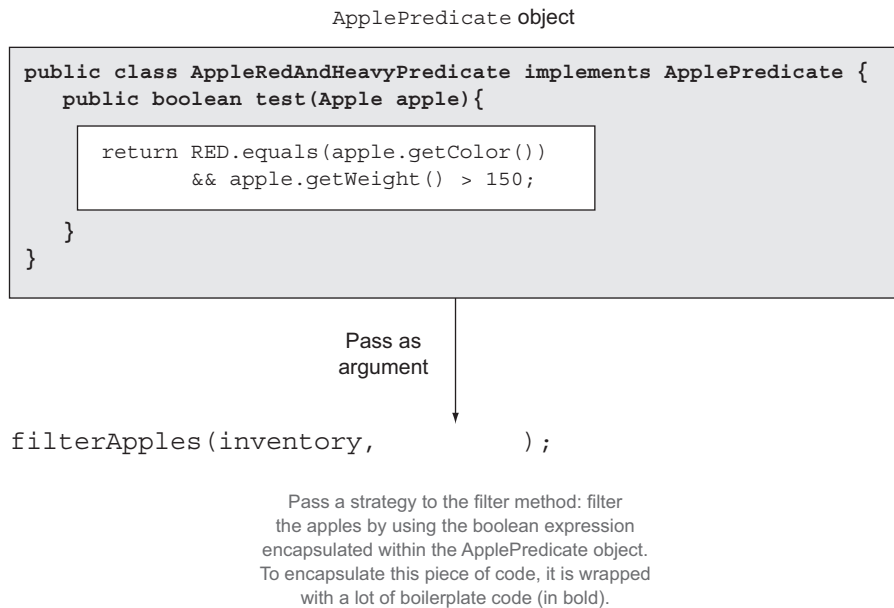 ApplePredicate object
public class AppleRedAndHeavyPredicate implements ApplePredicate {
public boolean test(Apple apple){
return RED.equals(apple.getColor())
&& apple.getWeight() > 150;
}
}
Pass as
argument
filterApples(inventory,        );
Pass a strategy to the filter method: filter
the apples by using the boolean expression
encapsulated within the ApplePredicate object.
To encapsulate this piece of code, it is wrapped
with a lot of boilerplate code (in bold).